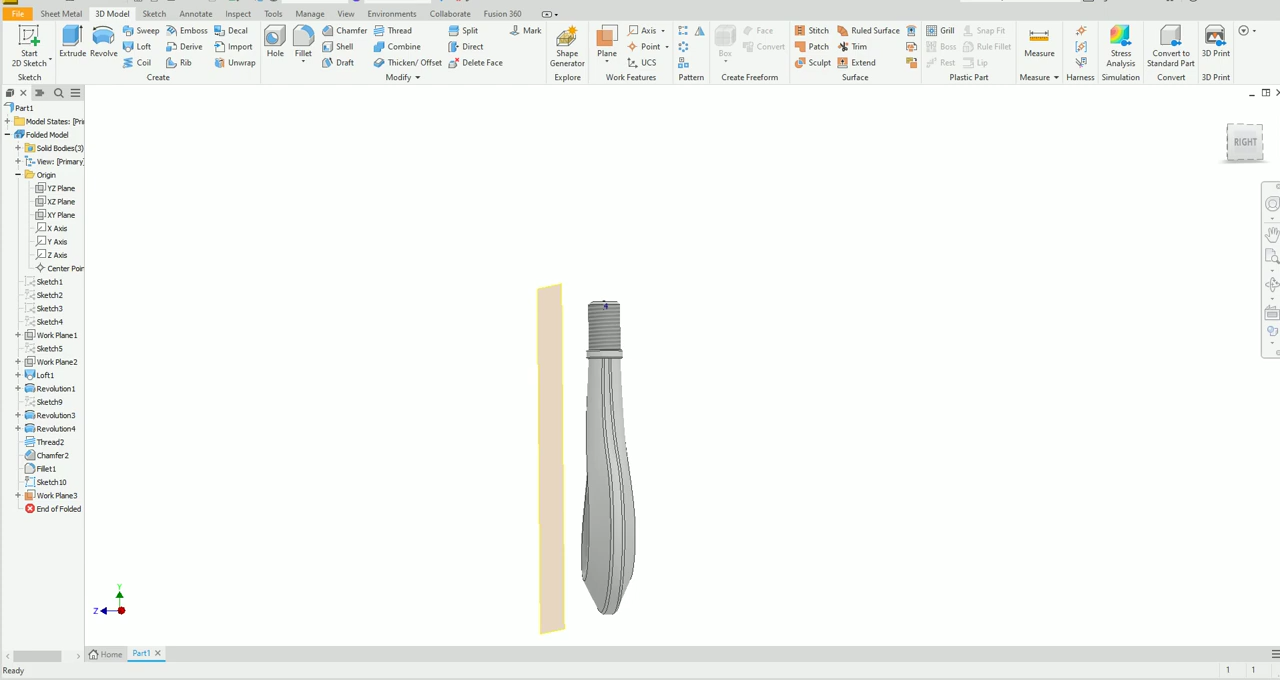 File Sheet Metal 3D Model Sketch Annotate Inspect Tools Manage View Environments Collaborate Fusion 360
Start
2D Sketch
Extrude
Revolve
Sweep
Loft
Coil
Emboss
Derive
Rib
Decal
Import
Unwrap
Hole
Fillet
Chamfer
Shell
Draft
Thread
Combine
Thicken/ Offset
Split
Direct
Delete Face
Mark
Shape
Generator
Plane
Axis
Point
UCS
Box
Face
Convert
Stitch
Patch
Sculpt
Ruled Surface
Trim
Extend
Grill
Boss
Rest
Snap Fit
Rule Fillet
Lip
Measure
Stress
Analysis
Convert to
Standard Part
3D Print
Sketch Create Modify Explore Work Features Pattern Create Freeform Surface Plastic Part Measure Harness Simulation Convert 3D Print
Part1
Model States: [Pri
Folded Model
Solid Bodies(3)
View: [Primary]
Origin
YZ Plane
XZ Plane
XY Plane
X Axis
Y Axis
Z Axis
Center Poin
Sketch1
Sketch2
Sketch3
Sketch4
Work Plane1
Sketch5
Work Plane2
Loft1
Revolution1
Sketch9
Revolution3
Revolution4
Thread2
Chamfer2
Fillet1
Sketch10
Work Plane3
End of Folded
RIGHT
Y
Z
Home Part1
Ready 1 1